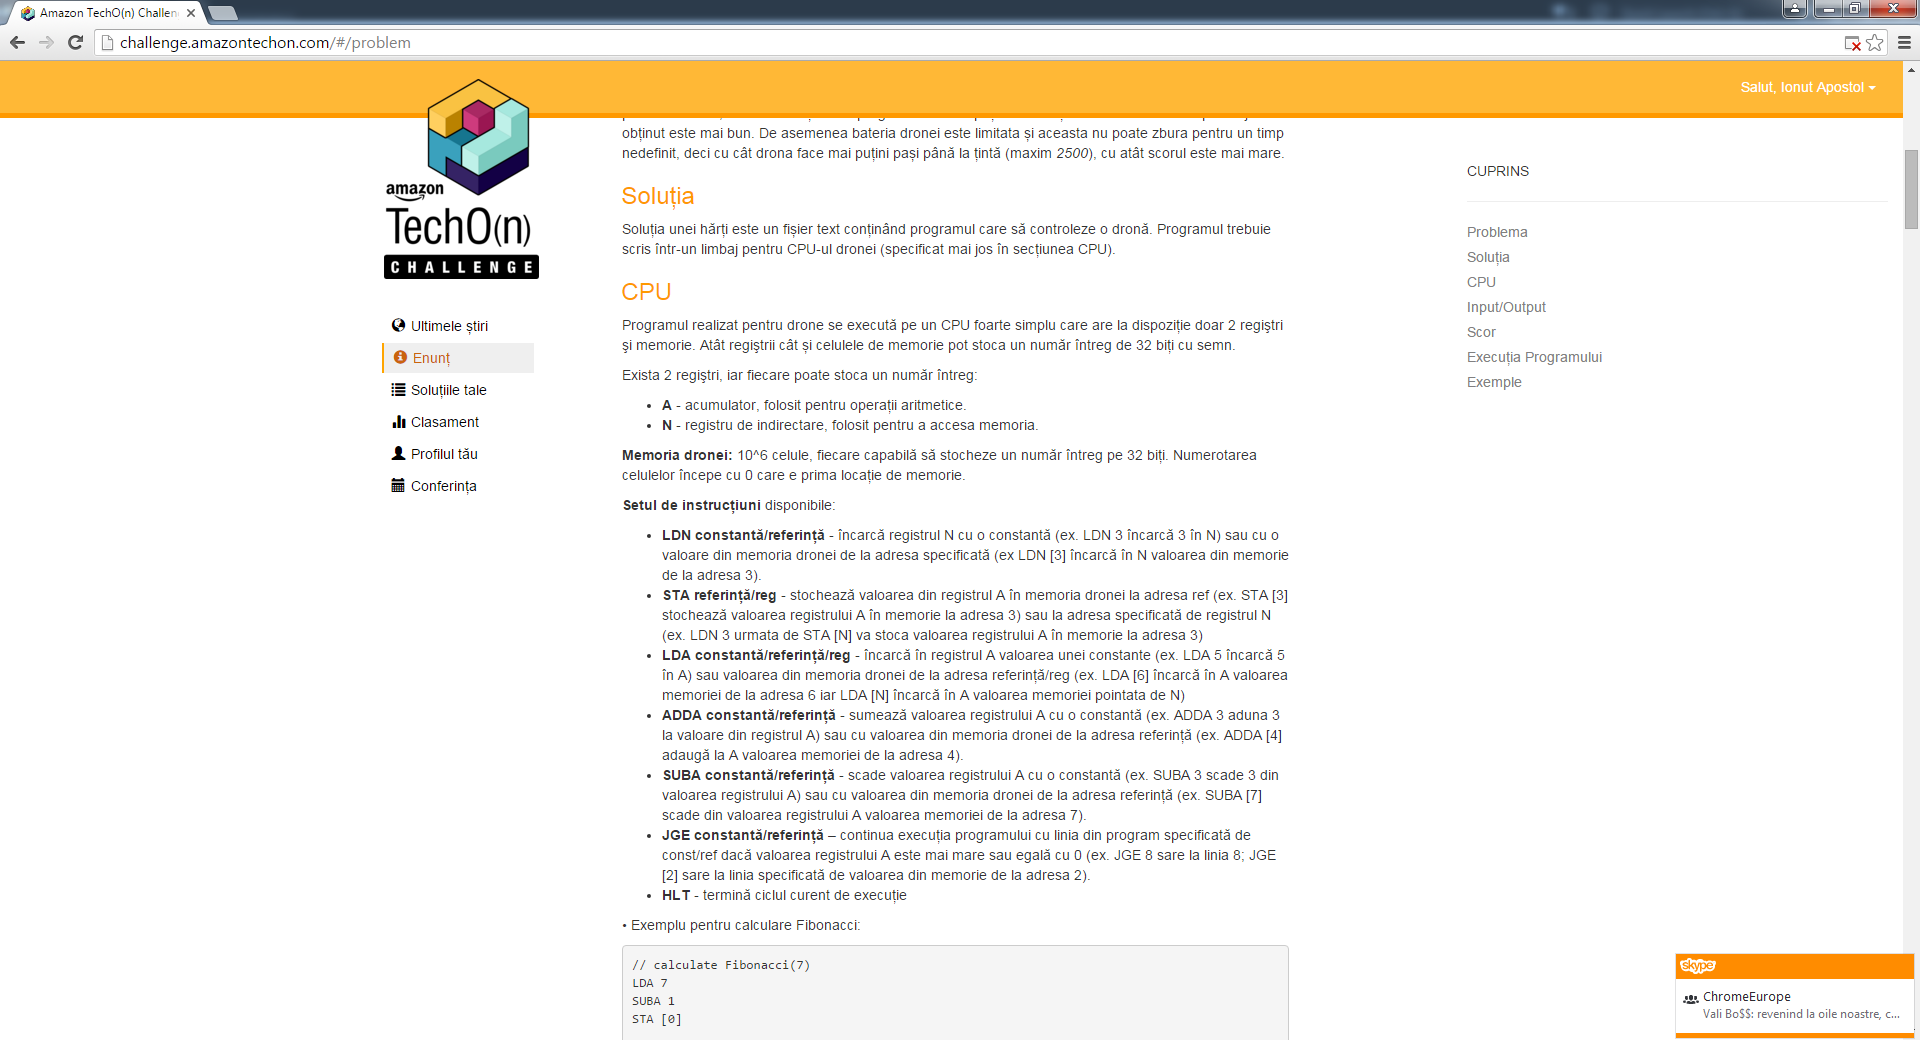 Amazon TechO(n) Challen
challenge.amazontechon.com/#/problem
Salut, Ionut Apostol
amazon
TechO(n)
CHALLENGE
Ultimele știri
Enunț
Soluțiile tale
Clasament
Profilul tău
Conferința
obținut este mai bun. De asemenea bateria dronei este limitata și aceasta nu poate zbura pentru un timp
nedefinit, deci cu cât drona face mai puțini pași până la țintă (maxim 2500), cu atât scorul este mai mare.
Soluția
Soluția unei hărți este un fișier text conținând programul care să controleze o dronă. Programul trebuie
scris într-un limbaj pentru CPU-ul dronei (specificat mai jos în secțiunea CPU).
CPU
Programul realizat pentru drone se execută pe un CPU foarte simplu care are la dispoziție doar 2 regiștri
şi memorie. Atât regiștrii cât și celulele de memorie pot stoca un număr întreg de 32 biți cu semn.
Exista 2 regiștri, iar fiecare poate stoca un număr întreg:
• A - acumulator, folosit pentru operații aritmetice.
• N - registru de indirectare, folosit pentru a accesa memoria.
Memoria dronei: 10^6 celule, fiecare capabilă să stocheze un număr întreg pe 32 biți. Numerotarea
celulelor începe cu 0 care e prima locație de memorie.
Setul de instrucțiuni disponibile:
• LDN constantă/referință - încarcă registrul N cu o constantă (ex. LDN 3 încarcă 3 în N) sau cu o
valoare din memoria dronei de la adresa specificată (ex LDN [3] încarcă în N valoarea din memorie
de la adresa 3).
• STA referință/reg - stochează valoarea din registrul A în memoria dronei la adresa ref (ex. STA [3]
stochează valoarea registrului A în memorie la adresa 3) sau la adresa specificată de registrul N
(ex. LDN 3 urmata de STA [N] va stoca valoarea registrului A în memorie la adresa 3)
• LDA constantă/referință/reg - încarcă în registrul A valoarea unei constante (ex. LDA 5 încarcă 5
în A) sau valoarea din memoria dronei de la adresa referință/reg (ex. LDA [6] încarcă în A valoarea
memoriei de la adresa 6 iar LDA [N] încarcă în A valoarea memoriei pointata de N)
• ADDA constantă/referință - sumează valoarea registrului A cu o constantă (ex. ADDA 3 aduna 3
la valoare din registrul A) sau cu valoarea din memoria dronei de la adresa referință (ex. ADDA [4]
adaugă la A valoarea memoriei de la adresa 4).
• SUBA constantă/referință - scade valoarea registrului A cu o constantă (ex. SUBA 3 scade 3 din
valoarea registrului A) sau cu valoarea din memoria dronei de la adresa referință (ex. SUBA [7]
scade din valoarea registrului A valoarea memoriei de la adresa 7).
• JGE constantă/referință – continua execuția programului cu linia din program specificată de
const/ref dacă valoarea registrului A este mai mare sau egală cu 0 (ex. JGE 8 sare la linia 8; JGE
[2] sare la linia specificată de valoarea din memorie de la adresa 2).
• HLT - termină ciclul curent de execuție
• Exemplu pentru calculare Fibonacci:
// calculate Fibonacci(7)
LDA 7
SUBA 1
STA [0]
CUPRINS
Problema
Soluția
CPU
Input/Output
Scor
Execuția Programului
Exemple
skype
ChromeEurope
Vali Bo$$: revenind la oile noastre, c...